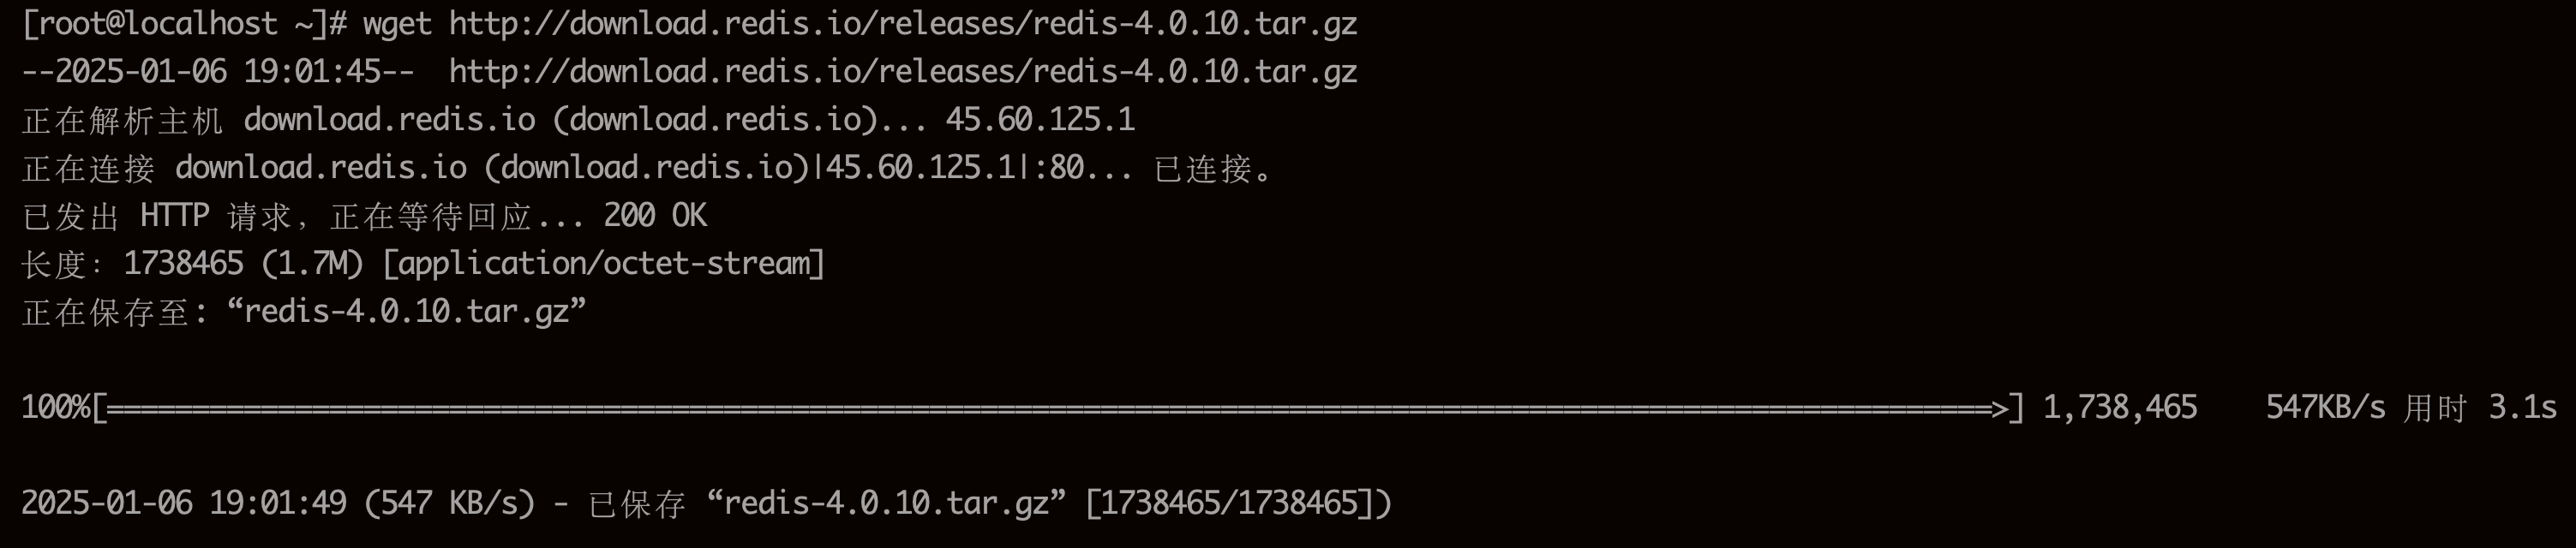 [root@localhost ~]# wget http://download.redis.io/releases/redis-4.0.10.tar.gz
--2025-01-06 19:01:45--  http://download.redis.io/releases/redis-4.0.10.tar.gz
正在解析主机 download.redis.io (download.redis.io)... 45.60.125.1
正在连接 download.redis.io (download.redis.io)|45.60.125.1|:80... 已连接。
已发出 HTTP 请求，正在等待回应... 200 OK
长度：1738465 (1.7M) [application/octet-stream]
正在保存至: “redis-4.0.10.tar.gz”
100%[==============================================================================================================>] 1,738,465    547KB/s 用时 3.1s
2025-01-06 19:01:49 (547 KB/s) - 已保存 “redis-4.0.10.tar.gz” [1738465/1738465])